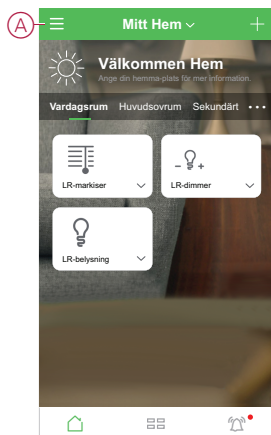 A
Mitt Hem
Välkommen Hem
Ange din hemma-plats för mer information.
Vardagsrum Huvudsovrum Sekundärt
LR-markiser
LR-dimmer
LR-belysning